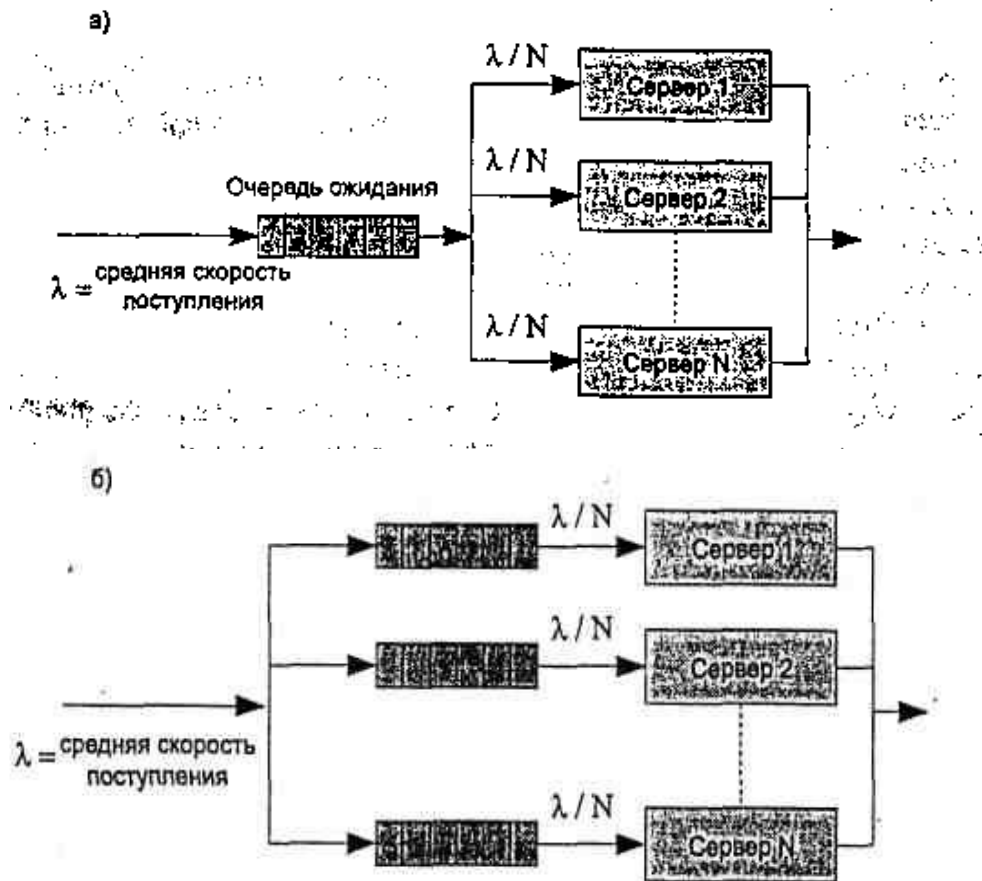 а)
λ / N
Сервер 1
λ / N
Очередь ожидания
Сервер 2
λ = средняя скорость
поступления
λ / N
Сервер N
б)
λ / N
Сервер 1
λ / N
Сервер 2
λ = средняя скорость
поступления
λ / N
Сервер N